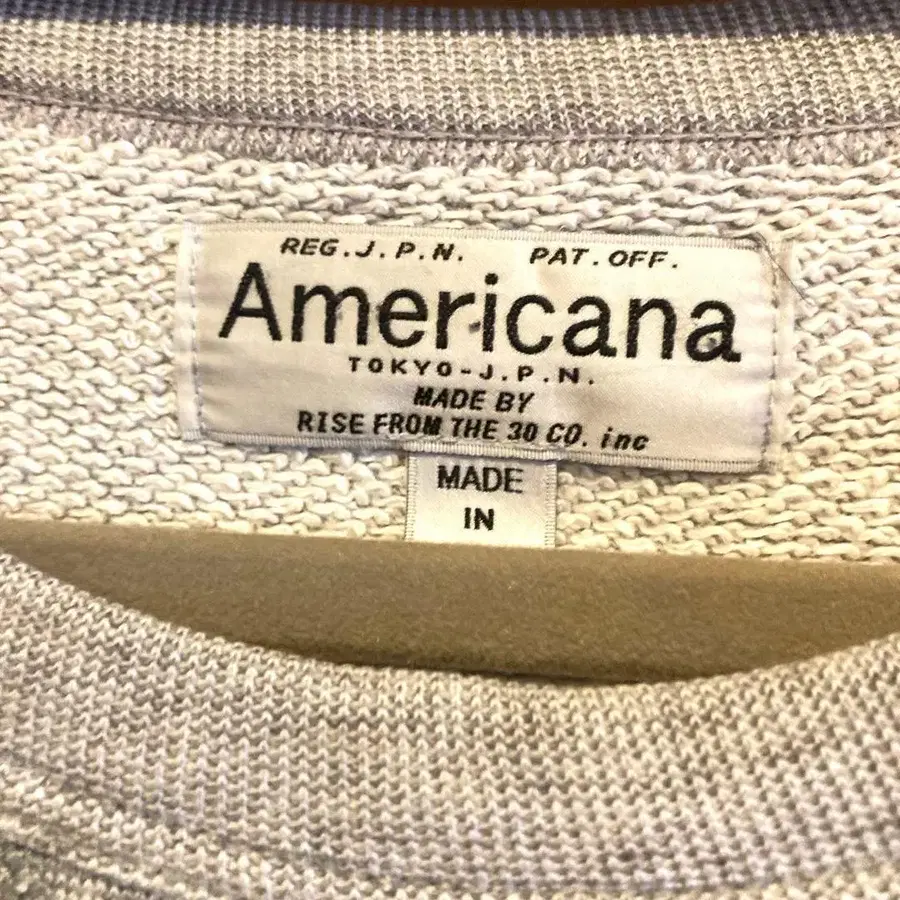 REG.J.P.N. PAT.OFF.
Americana
TOKYO-J.P.N.
MADE BY
RISE FROM THE 30 CO. inc
MADE
IN